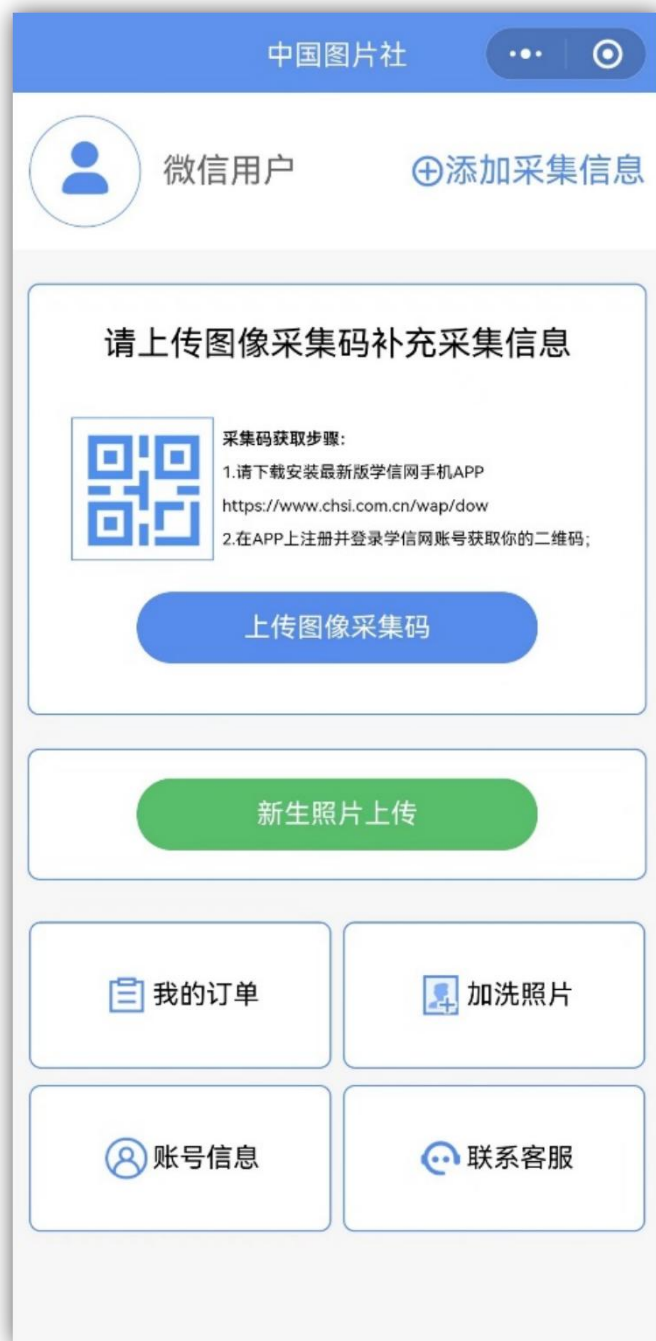 中国图片社
微信用户
添加采集信息
请上传图像采集码补充采集信息
采集码获取步骤:
1.请下载安装最新版学信网手机APP
https://www.chsi.com.cn/wap/dow
2.在APP上注册并登录学信网账号获取你的二维码;
上传图像采集码
新生照片上传
我的订单
加洗照片
账号信息
联系客服